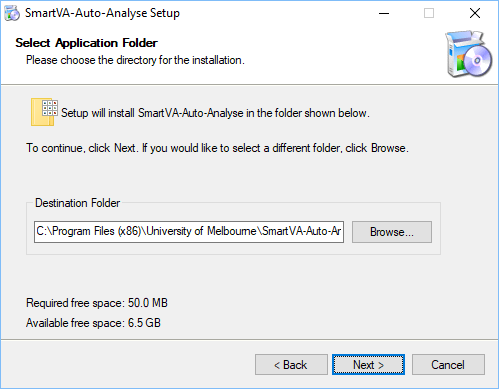 SmartVA-Auto-Analyse Setup
Select Application Folder
Please choose the directory for the installation.
Setup will install SmartVA-Auto-Analyse in the folder shown below.
To continue, click Next. If you would like to select a different folder, click Browse.
Destination Folder
C:\Program Files (x86)\University of Melbourne\SmartVA-Auto-Ar
Browse...
Required free space: 50.0 MB
Available free space: 6.5 GB
< Back
Next >
Cancel